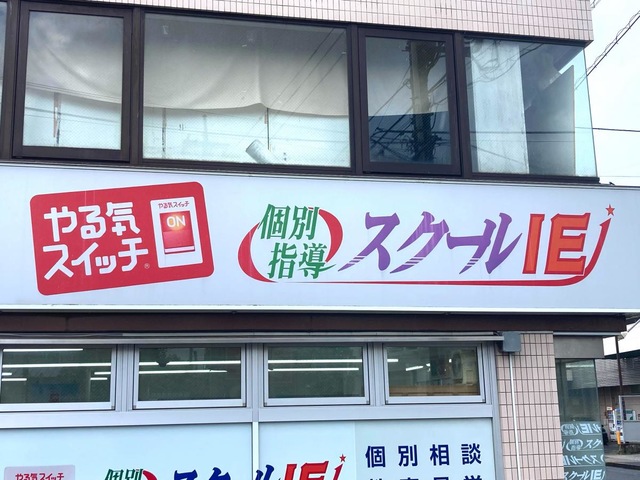 やる気
スイッチ®
やる気スイッチ
ON
個別
指導
スクールIE
やる気スイッチ
個別
スクールIE
個別相談